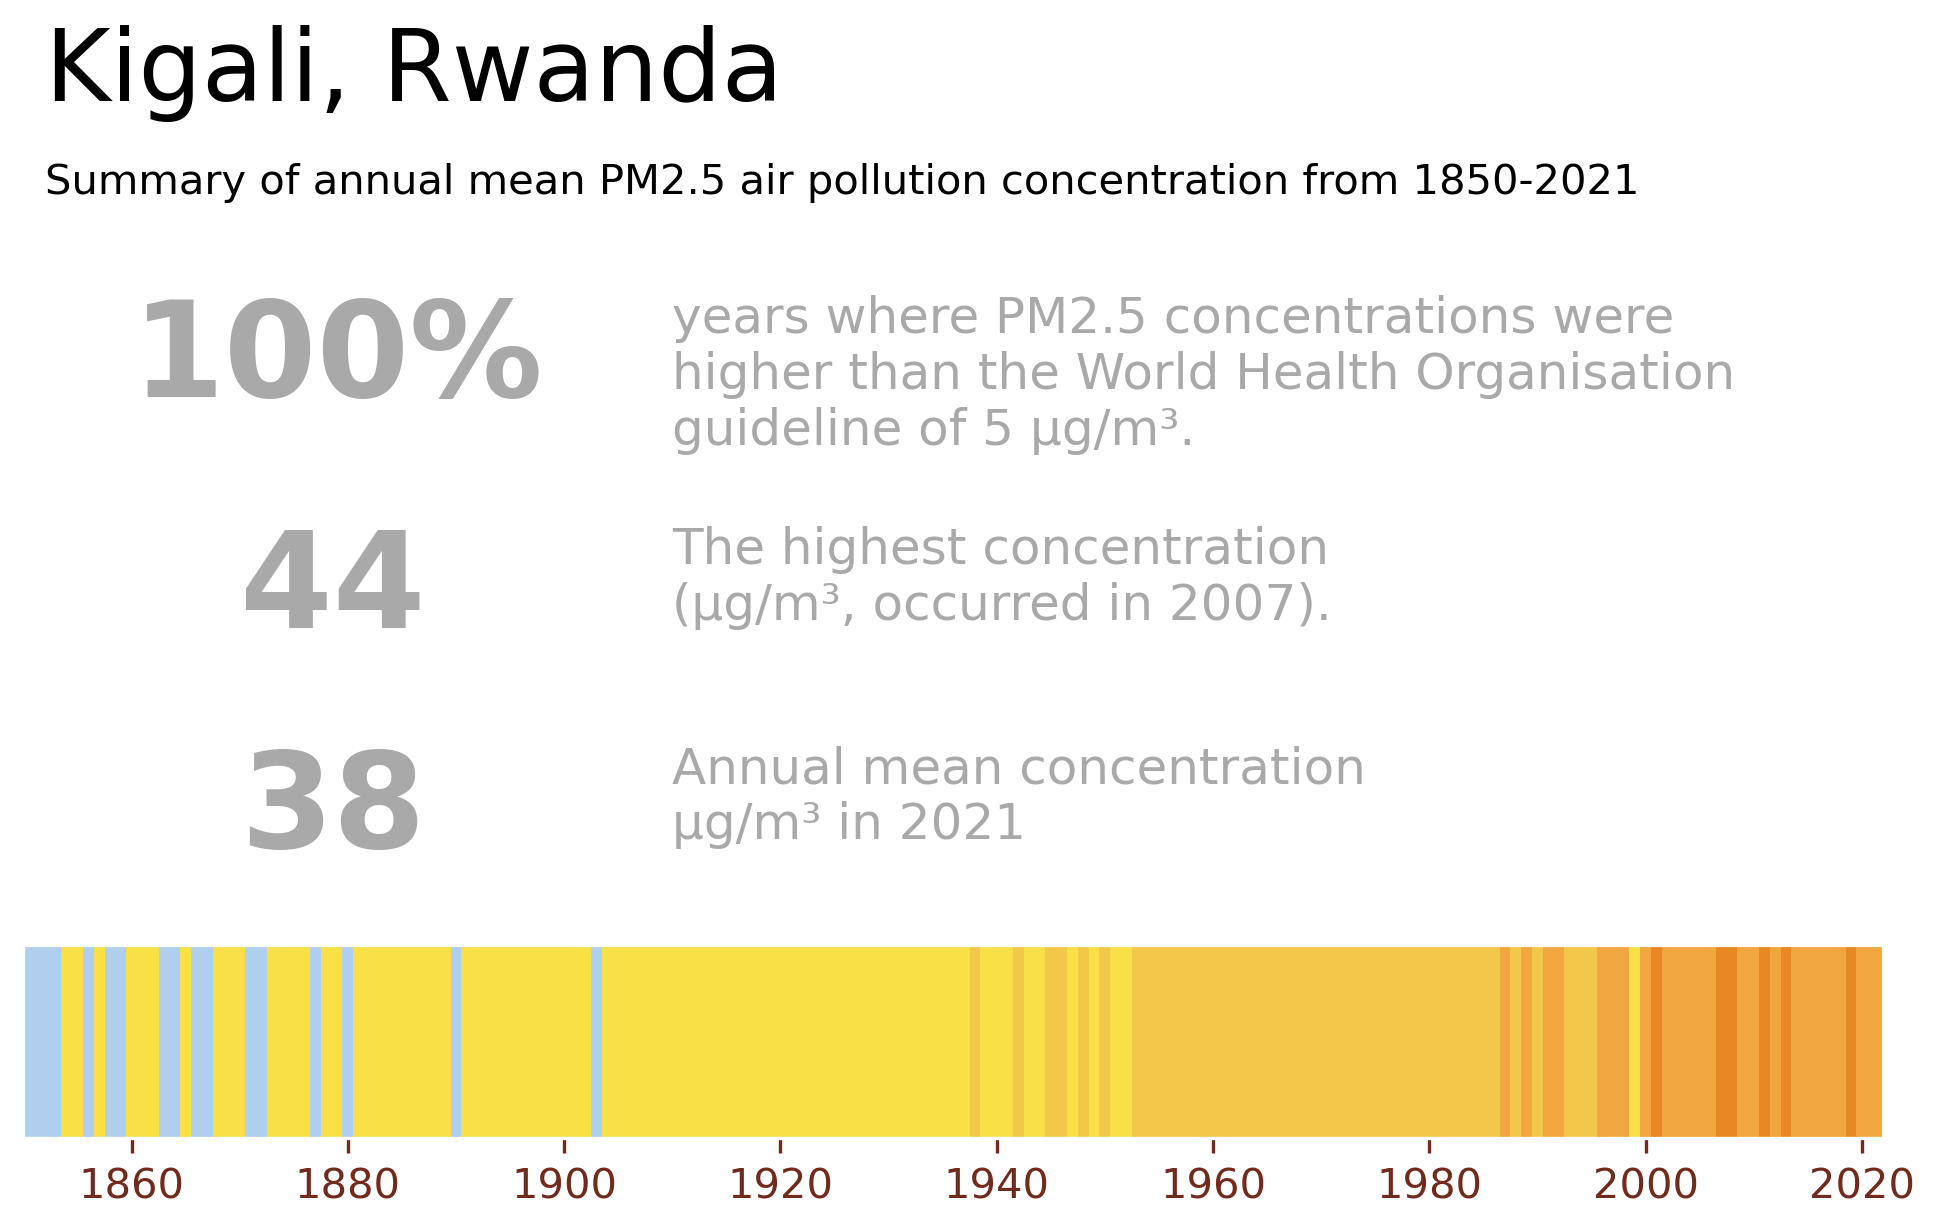 Kigali, Rwanda
Summary of annual mean PM2.5 air pollution concentration from 1850-2021
100%
years where PM2.5 concentrations were
higher than the World Health Organisation
guideline of 5 µg/m³.
44
The highest concentration
(µg/m³, occurred in 2007).
38
Annual mean concentration
µg/m³ in 2021
1860 1880 1900 1920 1940 1960 1980 2000 2020